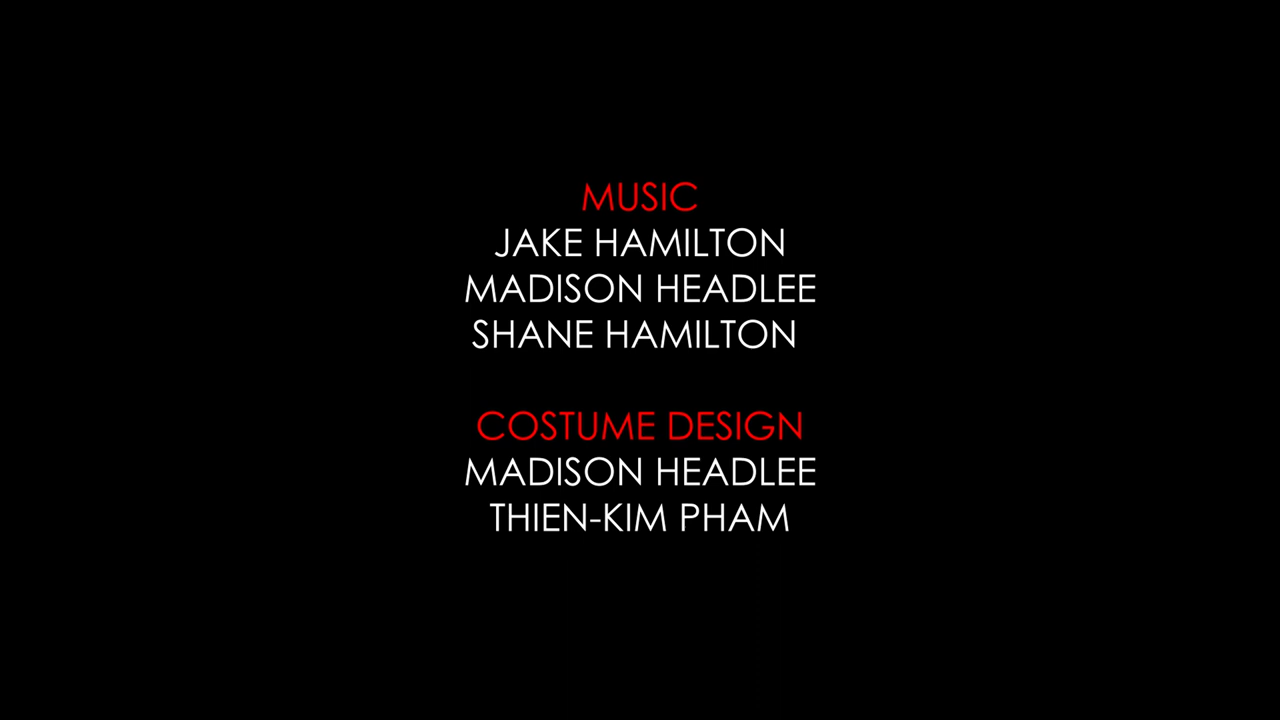 MUSIC
JAKE HAMILTON
MADISON HEADLEE
SHANE HAMILTON
COSTUME DESIGN
MADISON HEADLEE
THIEN-KIM PHAM